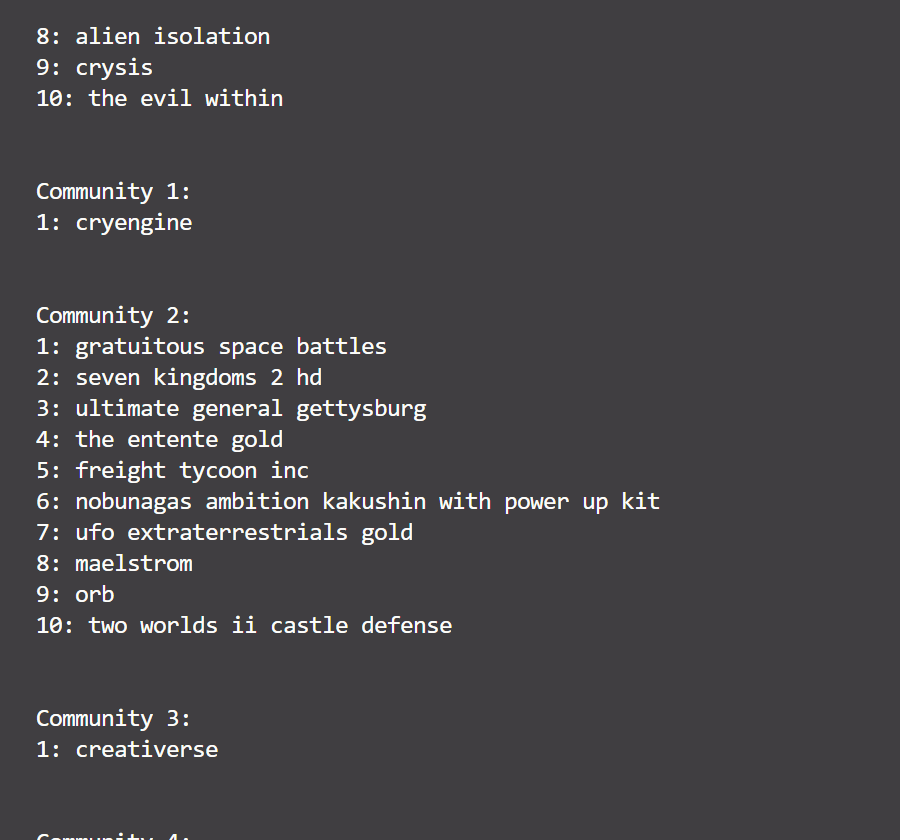 8: alien isolation
9: crysis
10: the evil within
Community 1:
1: cryengine
Community 2:
1: gratuitous space battles
2: seven kingdoms 2 hd
3: ultimate general gettysburg
4: the entente gold
5: freight tycoon inc
6: nobunagas ambition kakushin with power up kit
7: ufo extraterrestrials gold
8: maelstrom
9: orb
10: two worlds ii castle defense
Community 3:
1: creativerse
Community 4: